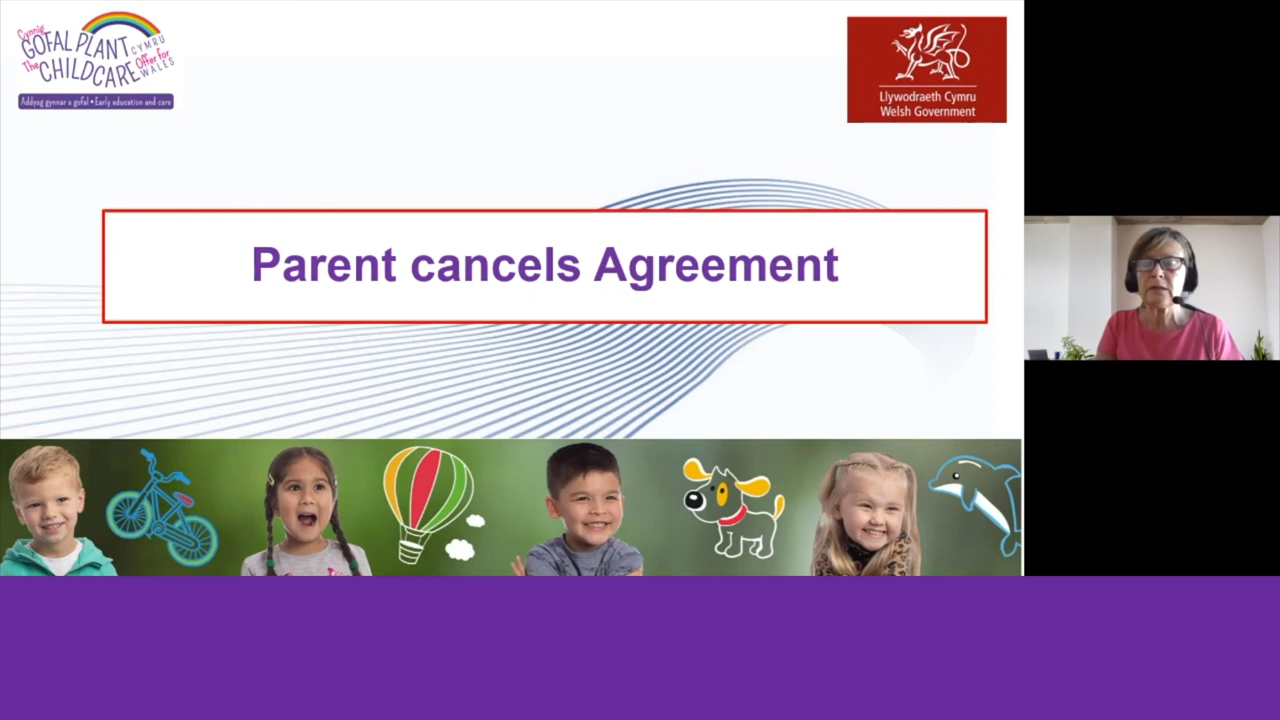 Cynnig
GOFAL PLANT
CYMRU
The
CHILDCARE
Offer for
WALES
Addysg gynnar a gofal • Early education and care
Llywodraeth Cymru
Welsh Government
Parent cancels Agreement